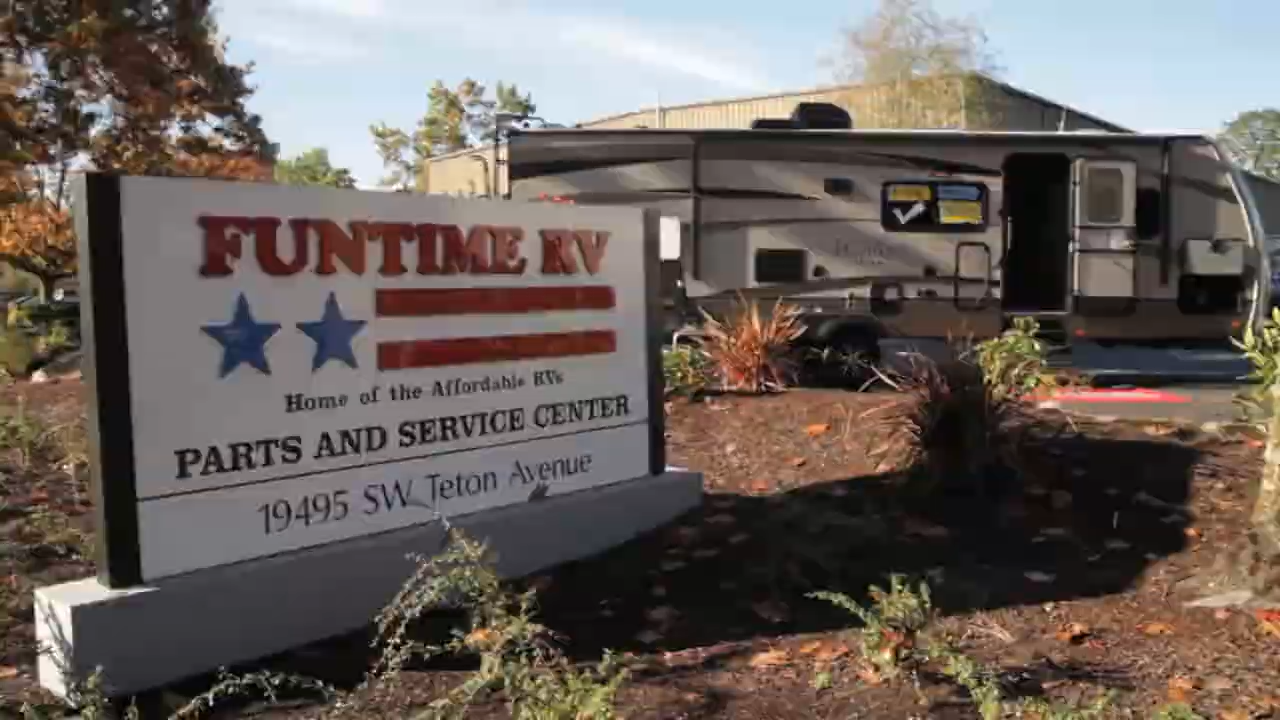 FUNTIME RV
Home of the Affordable RVs
PARTS AND SERVICE CENTER
19495 SW Teton Avenue